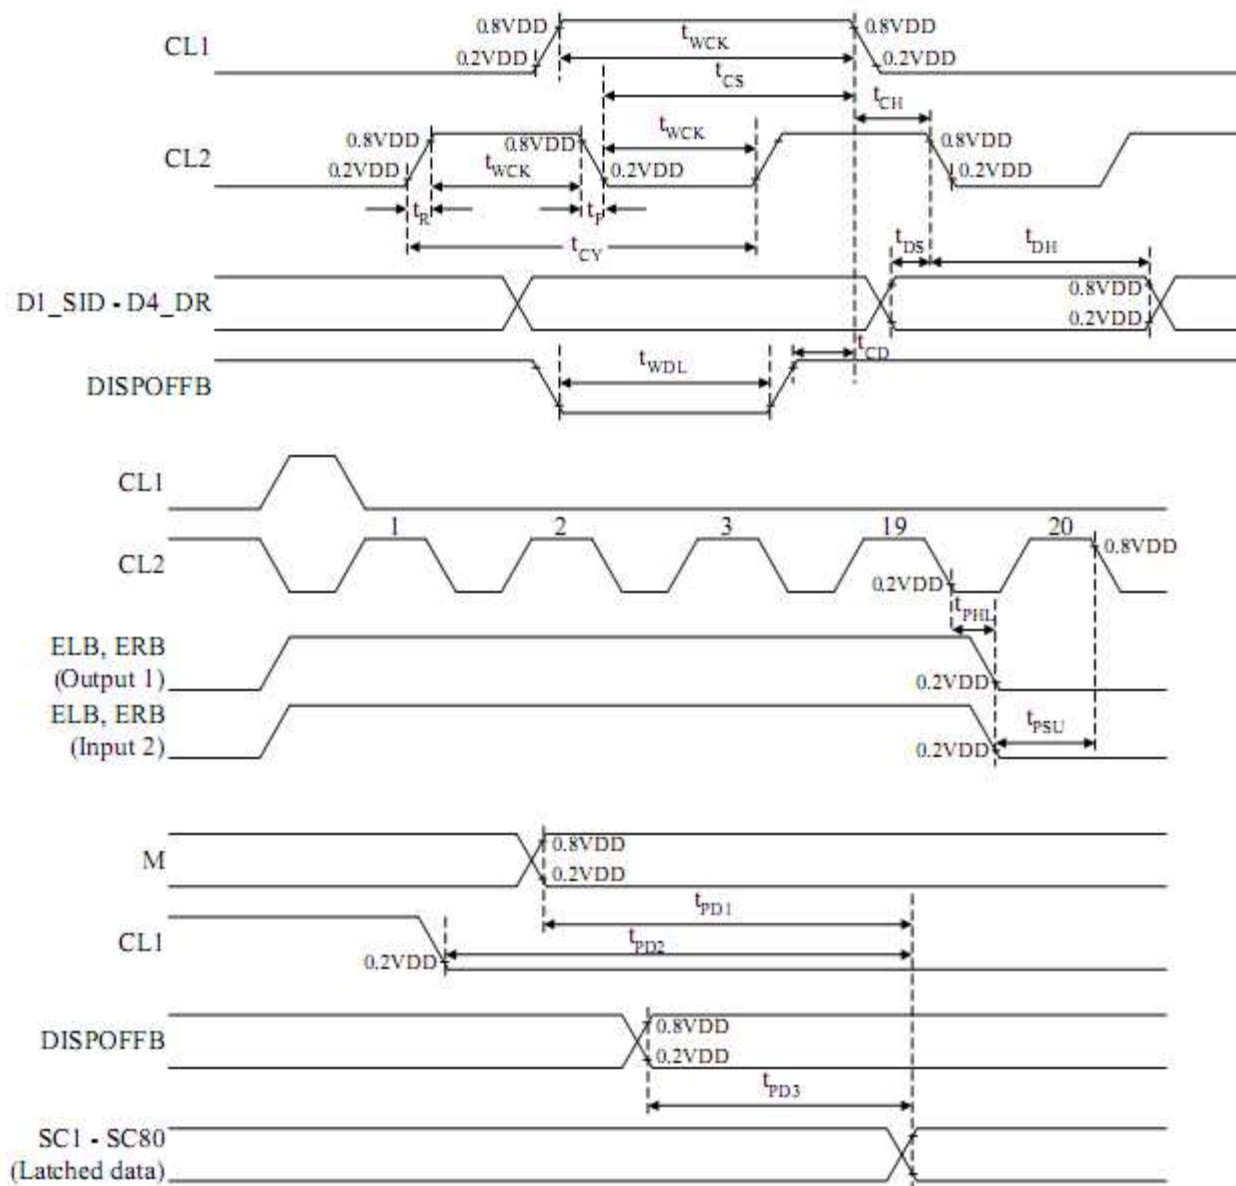 CL1
0.8VDD
0.2VDD
tWCK
0.8VDD
0.2VDD
tCS
tCH
CL2
0.8VDD
0.2VDD
tWCK
0.8VDD
0.2VDD
tWCK
0.8VDD
0.2VDD
tR
tF
tCY
tDS
tDH
D1_SID - D4_DR
0.8VDD
0.2VDD
tCD
DISPOFFB
tWDL
CL1
1 2 3 19 20
CL2
0.2VDD
0.8VDD
tPHL
ELB, ERB
(Output 1)
0.2VDD
ELB, ERB
(Input 2)
0.2VDD
tPSU
M
0.8VDD
0.2VDD
tPD1
CL1
0.2VDD
tPD2
DISPOFFB
0.8VDD
0.2VDD
tPD3
SC1 - SC80
(Latched data)